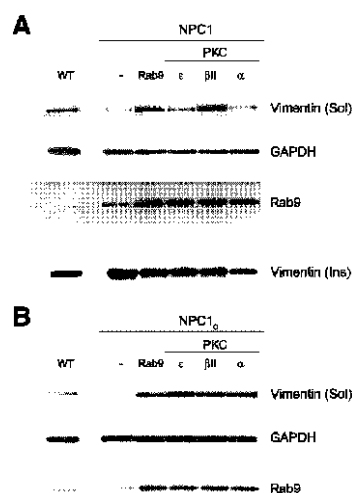 A
NPC1
PKC
WT - Rab9 ε βII α
Vimentin (Sol)
GAPDH
Rab9
Vimentin (Ins)
B
NPC1o
PKC
WT - Rab9 ε βII α
Vimentin (Sol)
GAPDH
Rab9